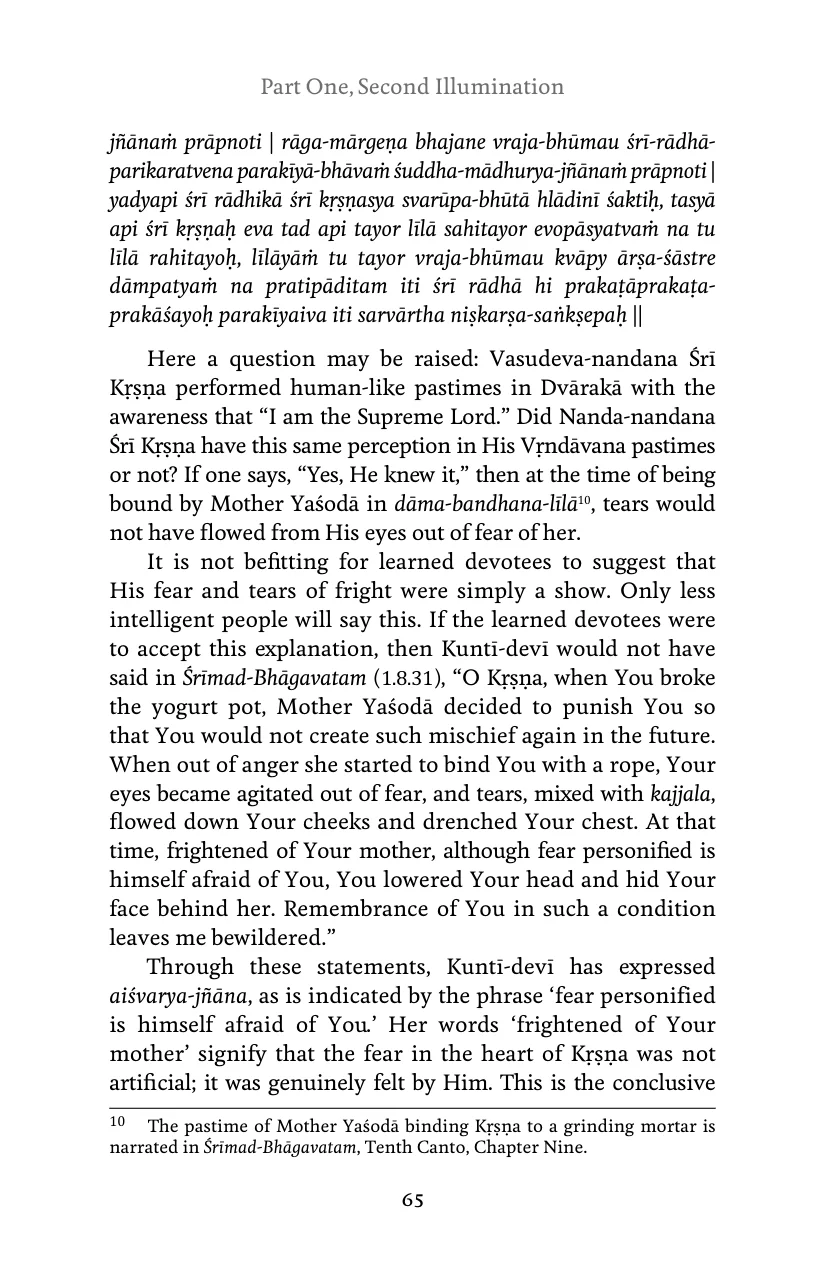 Part One, Second Illumination
jñānaṁ prāpnoti | rāga-mārgeṇa bhajane vraja-bhūmau śrī-rādhā-
parikaratvena parakīyā-bhāvaṁ śuddha-mādhurya-jñānaṁ prāpnoti |
yadyapi śrī rādhikā śrī kṛṣṇasya svarūpa-bhūtā hlādinī śaktiḥ, tasyā
api śrī kṛṣṇaḥ eva tad api tayor līlā sahitayor evopāsyatvaṁ na tu
līlā rahitayoḥ, līlāyāṁ tu tayor vraja-bhūmau kvāpy ārṣa-śāstre
dāmpatyaṁ na pratipāditam iti śrī rādhā hi prakaṭāprakaṭa-
prakāśayoḥ parakīyaiva iti sarvārtha niṣkarṣa-saṅkṣepaḥ ||
Here a question may be raised: Vasudeva-nandana Śrī
Kṛṣṇa performed human-like pastimes in Dvārakā with the
awareness that “I am the Supreme Lord.” Did Nanda-nandana
Śrī Kṛṣṇa have this same perception in His Vṛndāvana pastimes
or not? If one says, “Yes, He knew it,” then at the time of being
bound by Mother Yaśodā in dāma-bandhana-līlā¹⁰, tears would
not have flowed from His eyes out of fear of her.
It is not befitting for learned devotees to suggest that
His fear and tears of fright were simply a show. Only less
intelligent people will say this. If the learned devotees were
to accept this explanation, then Kuntī-devī would not have
said in Śrīmad-Bhāgavatam (1.8.31), “O Kṛṣṇa, when You broke
the yogurt pot, Mother Yaśodā decided to punish You so
that You would not create such mischief again in the future.
When out of anger she started to bind You with a rope, Your
eyes became agitated out of fear, and tears, mixed with kajjala,
flowed down Your cheeks and drenched Your chest. At that
time, frightened of Your mother, although fear personified is
himself afraid of You, You lowered Your head and hid Your
face behind her. Remembrance of You in such a condition
leaves me bewildered.”
Through these statements, Kuntī-devī has expressed
aiśvarya-jñāna, as is indicated by the phrase ‘fear personified
is himself afraid of You.’ Her words ‘frightened of Your
mother’ signify that the fear in the heart of Kṛṣṇa was not
artificial; it was genuinely felt by Him. This is the conclusive
10 The pastime of Mother Yaśodā binding Kṛṣṇa to a grinding mortar is
narrated in Śrīmad-Bhāgavatam, Tenth Canto, Chapter Nine.
65